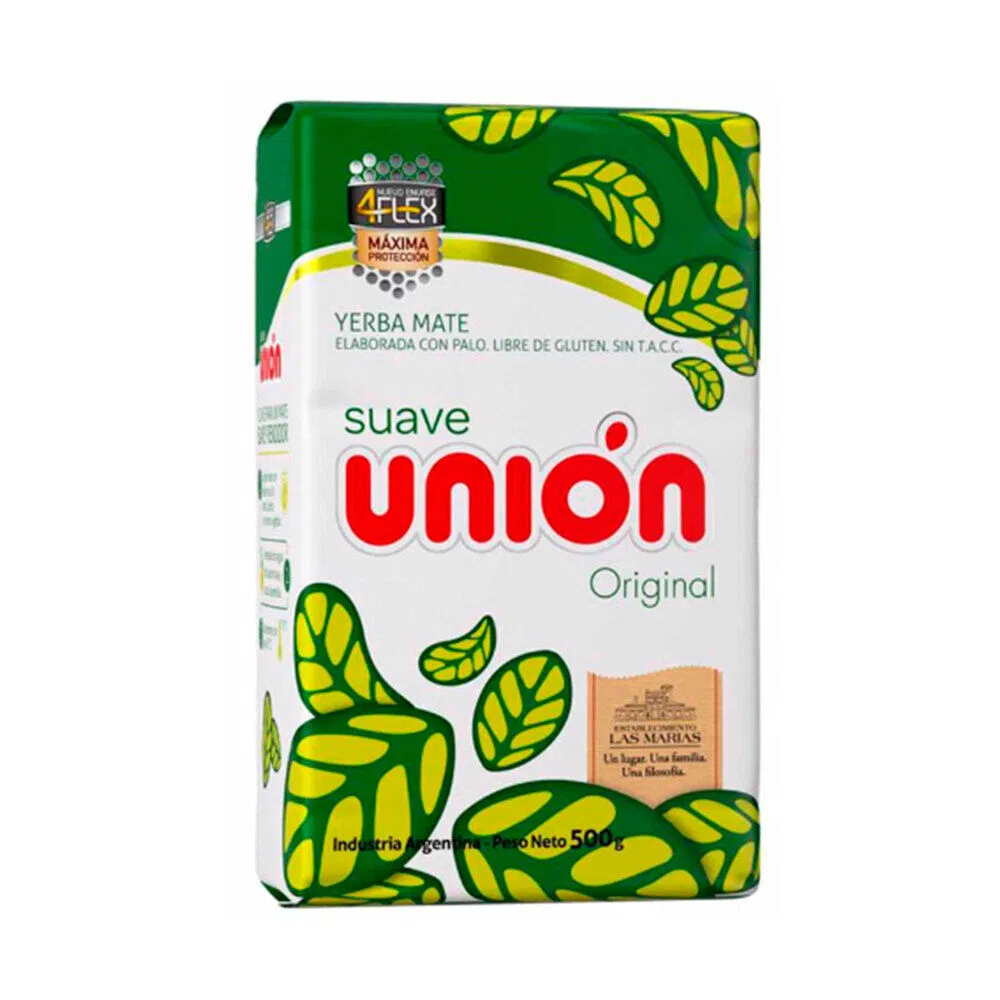 NUEVO ENVASE
4FLEX
MÁXIMA
PROTECCIÓN
YERBA MATE
ELABORADA CON PALO. LIBRE DE GLUTEN. SIN T.A.C.C.
suave
unión
Original
ESTABLECIMIENTO
LAS MARIAS
Un lugar. Una familia.
Una filosofía.
Industria Argentina - Peso Neto 500g
unión